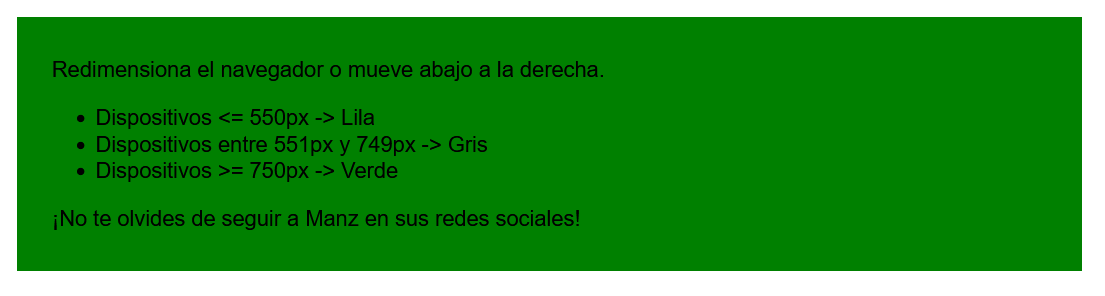 Redimensiona el navegador o mueve abajo a la derecha.
• Dispositivos <= 550px -> Lila
• Dispositivos entre 551px y 749px -> Gris
• Dispositivos >= 750px -> Verde
¡No te olvides de seguir a Manz en sus redes sociales!